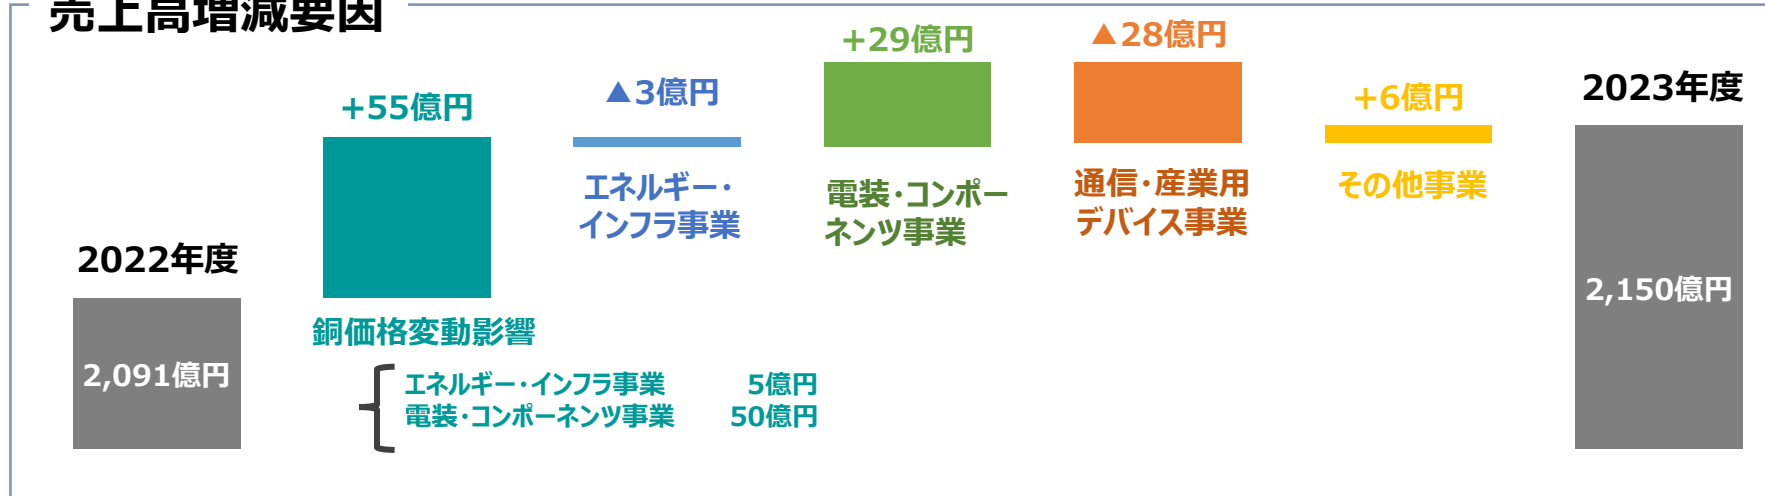 売上高増減要因
2022年度
2,091億円
+55億円
銅価格変動影響
エネルギー・インフラ事業 5億円
電装・コンポーネンツ事業 50億円
▲3億円
エネルギー・
インフラ事業
+29億円
電装・コンポー
ネンツ事業
▲28億円
通信・産業用
デバイス事業
+6億円
その他事業
2023年度
2,150億円